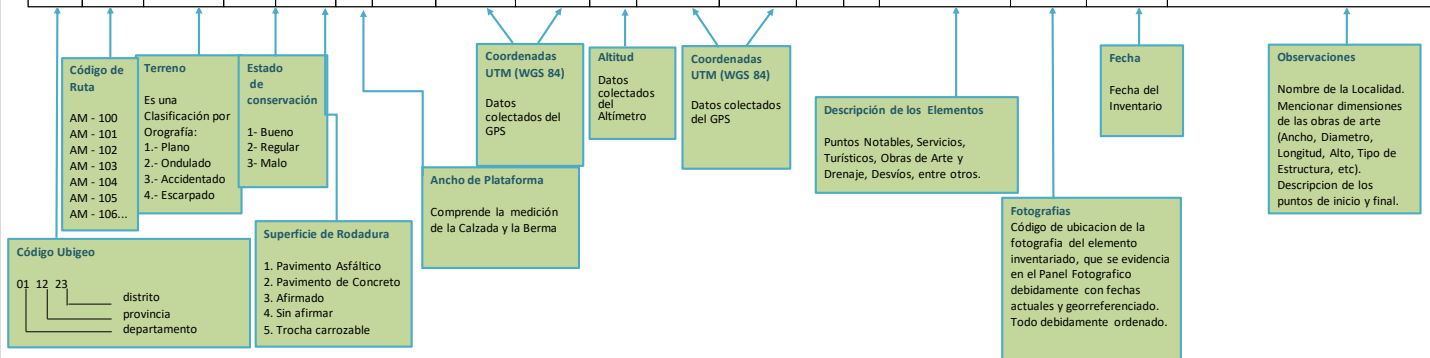 Código de
Ruta
AM - 100
AM - 101
AM - 102
AM - 103
AM - 104
AM - 105
AM - 106...
Terreno
Es una
Clasificación por
Orografía:
1.- Plano
2.- Ondulado
3.- Accidentado
4.- Escarpado
Estado
de
conservación
1- Bueno
2- Regular
3- Malo
Coordenadas
UTM (WGS 84)
Datos
colectados del
GPS
Altitud
Datos
colectados
del
Altímetro
Coordenadas
UTM (WGS 84)
Datos colectados
del GPS
Descripción de los Elementos
Puntos Notables, Servicios,
Turísticos, Obras de Arte y
Drenaje, Desvíos, entre otros.
Fecha
Fecha del
Inventario
Observaciones
Nombre de la Localidad.
Mencionar dimensiones
de las obras de arte
(Ancho, Diametro,
Longitud, Alto, Tipo de
Estructura, etc).
Descripcion de los
puntos de inicio y final.
Código Ubigeo
01 12 23
distrito
provincia
departamento
Superficie de Rodadura
1. Pavimento Asfáltico
2. Pavimento de Concreto
3. Afirmado
4. Sin afirmar
5. Trocha carrozable
Ancho de Plataforma
Comprende la medición
de la Calzada y la Berma
Fotografias
Código de ubicacion de la
fotografia del elemento
inventariado, que se evidencia
en el Panel Fotografico
debidamente con fechas
actuales y georreferenciado.
Todo debidamente ordenado.